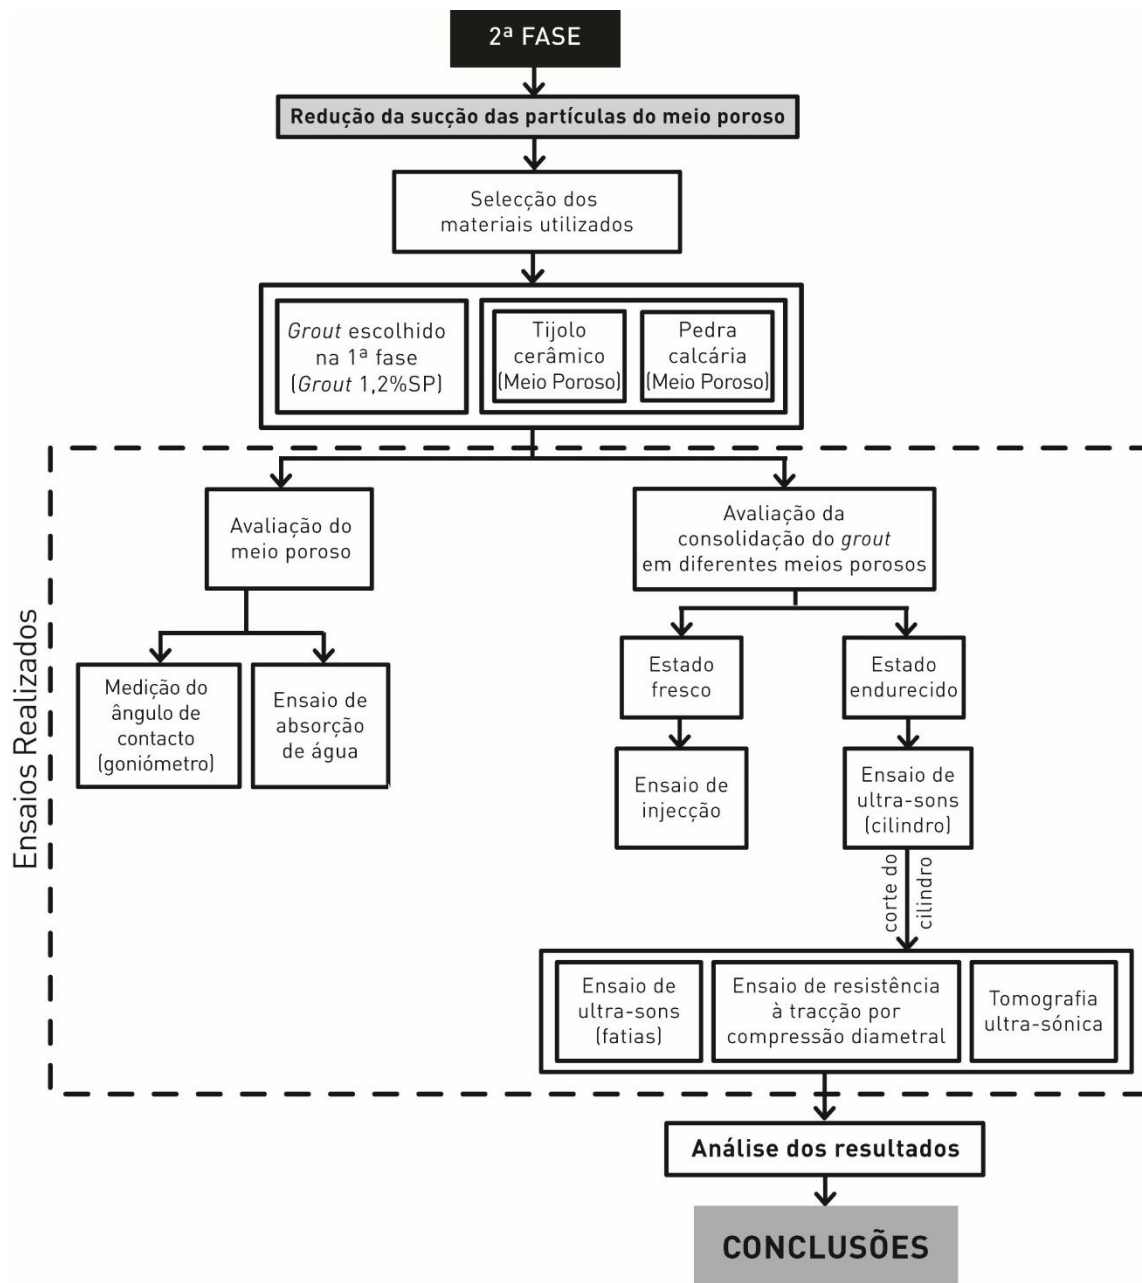 2ª FASE
Redução da sucção das partículas do meio poroso
Selecção dos
materiais utilizados
Grout escolhido
na 1ª fase
(Grout 1,2%SP)
Tijolo
cerâmico
(Meio Poroso)
Pedra
calcária
(Meio Poroso)
Ensaios Realizados
Avaliação do
meio poroso
Avaliação da
consolidação do grout
em diferentes meios porosos
Medição do
ângulo de
contacto
(goniómetro)
Ensaio de
absorção
de água
Estado
fresco
Estado
endurecido
Ensaio de
injecção
Ensaio de
ultra-sons
(cilindro)
corte do
cilindro
Ensaio de
ultra-sons
(fatias)
Ensaio de resistência
à tracção por
compressão diametral
Tomografia
ultra-sónica
Análise dos resultados
CONCLUSÕES